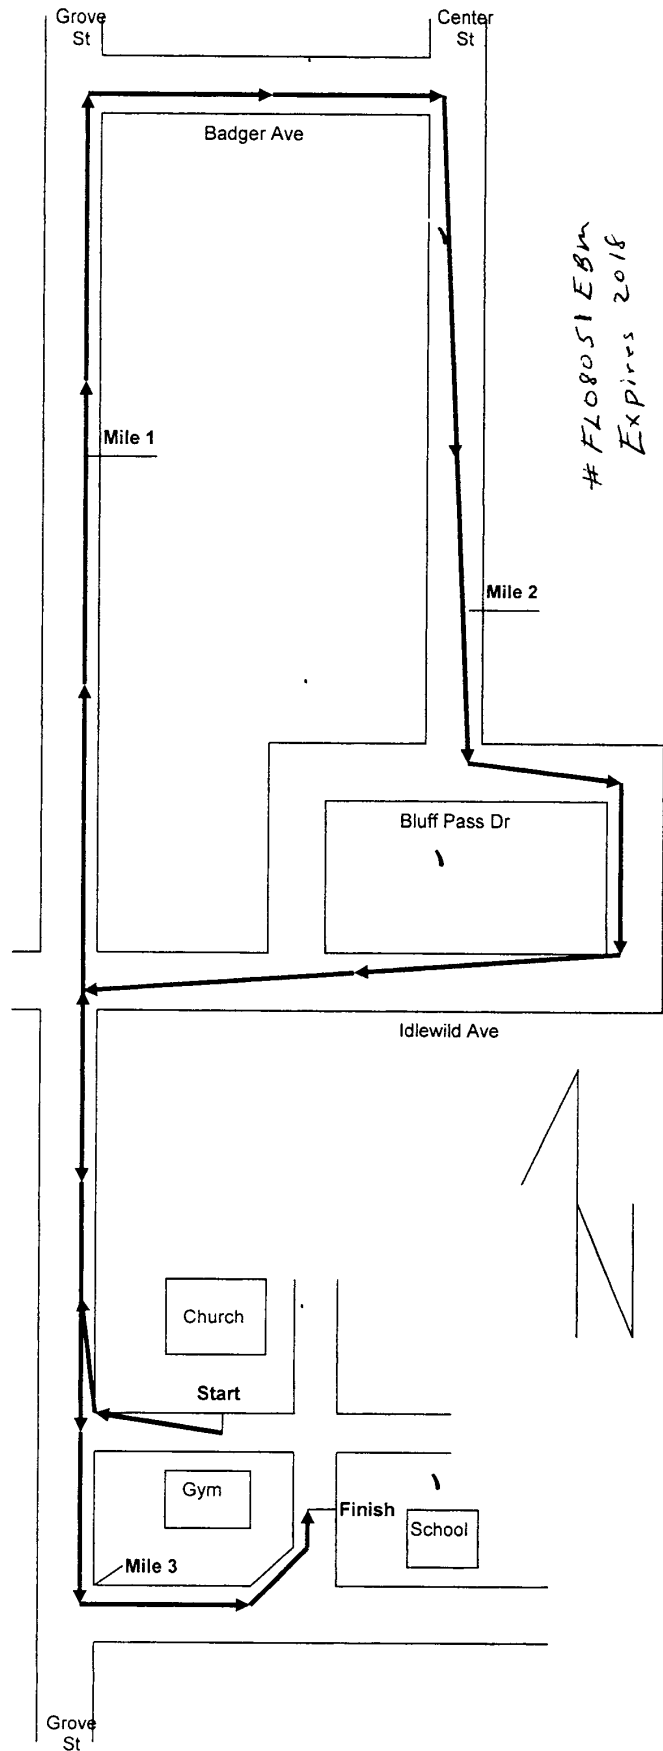 Grove
St
Center
St
Badger Ave
#FL08051EBM
Expires 2018
Mile 1
Mile 2
Bluff Pass Dr
Idlewild Ave
Church
Start
Gym
Finish
School
Mile 3
Grove
St